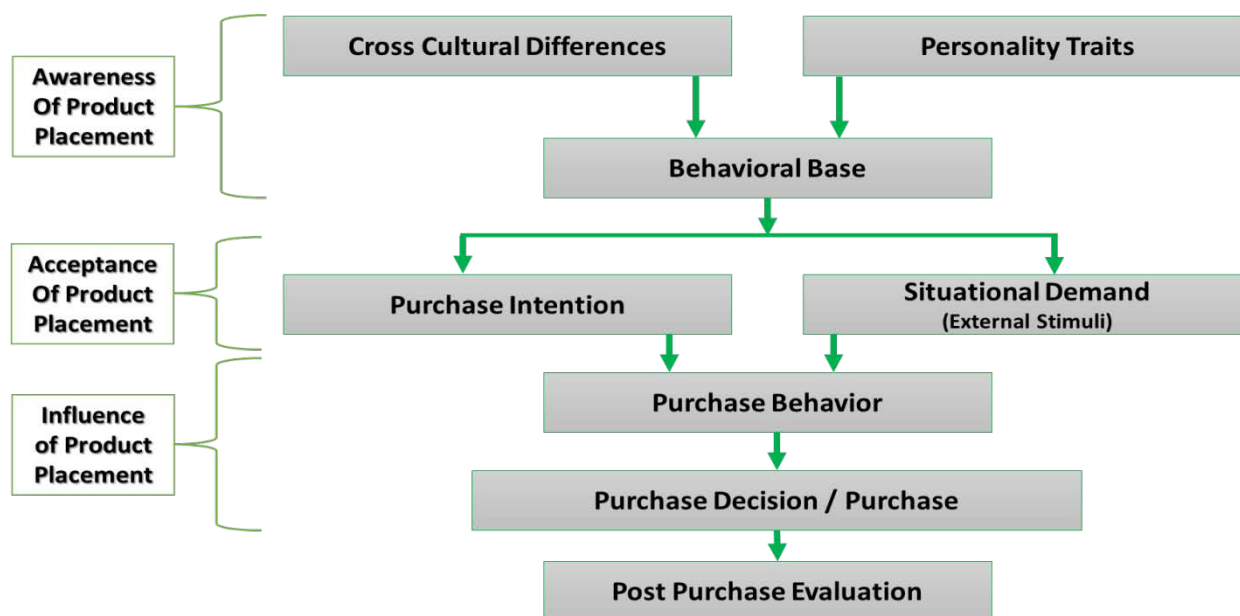 Cross Cultural Differences
Personality Traits
Awareness
Of Product
Placement
Behavioral Base
Acceptance
Of Product
Placement
Purchase Intention
Situational Demand
(External Stimuli)
Influence
of Product
Placement
Purchase Behavior
Purchase Decision / Purchase
Post Purchase Evaluation